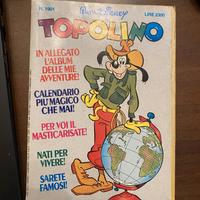 N. 1901
Walt Disney
LIRE 2300
TOPOLINO
IN ALLEGATO
L'ALBUM
DELLE MIE
AVVENTURE!
CALENDARIO
PIU MAGICO
CHE MAI!
PER VOI IL
MASTICARISATE!
NATI PER
VIVERE!
SARETE
FAMOSI!